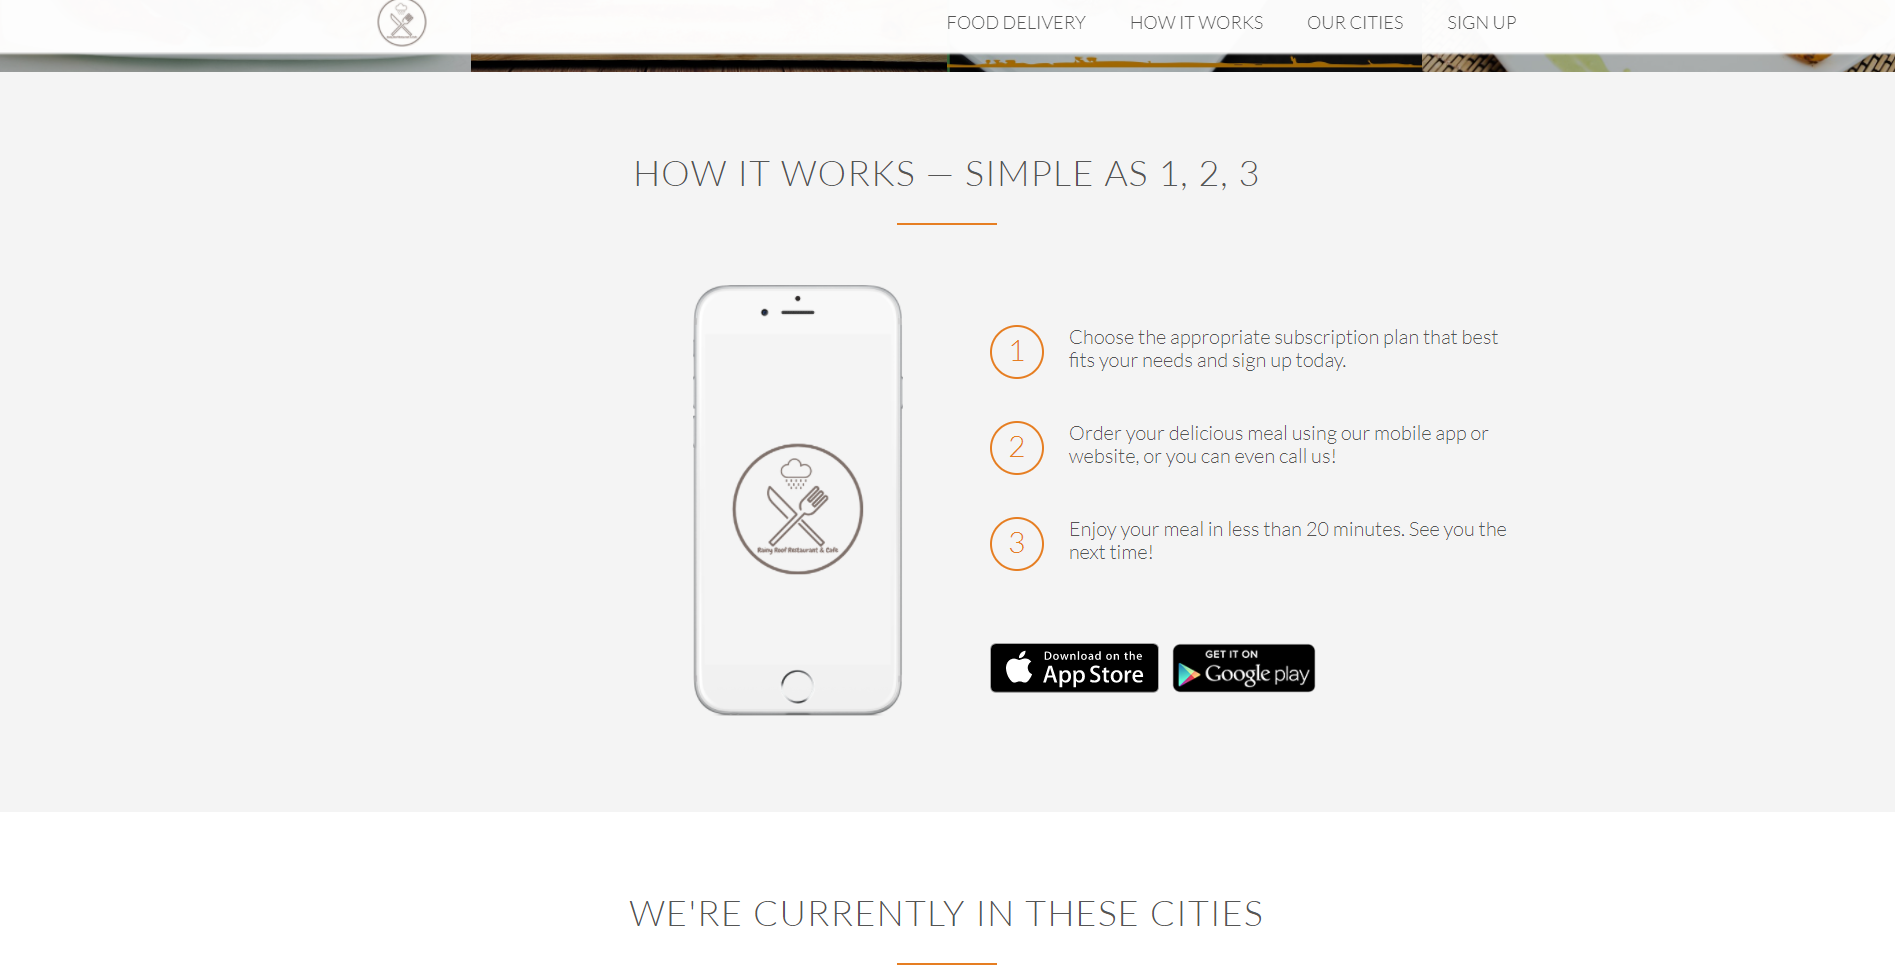 FOOD DELIVERY
HOW IT WORKS
OUR CITIES
SIGN UP
HOW IT WORKS — SIMPLE AS 1, 2, 3
1
Choose the appropriate subscription plan that best
fits your needs and sign up today.
2
Order your delicious meal using our mobile app or
website, or you can even call us!
3
Enjoy your meal in less than 20 minutes. See you the
next time!
Rainy Roof Restaurant & Cafe
Download on the
App Store
GET IT ON
Google play
WE'RE CURRENTLY IN THESE CITIES